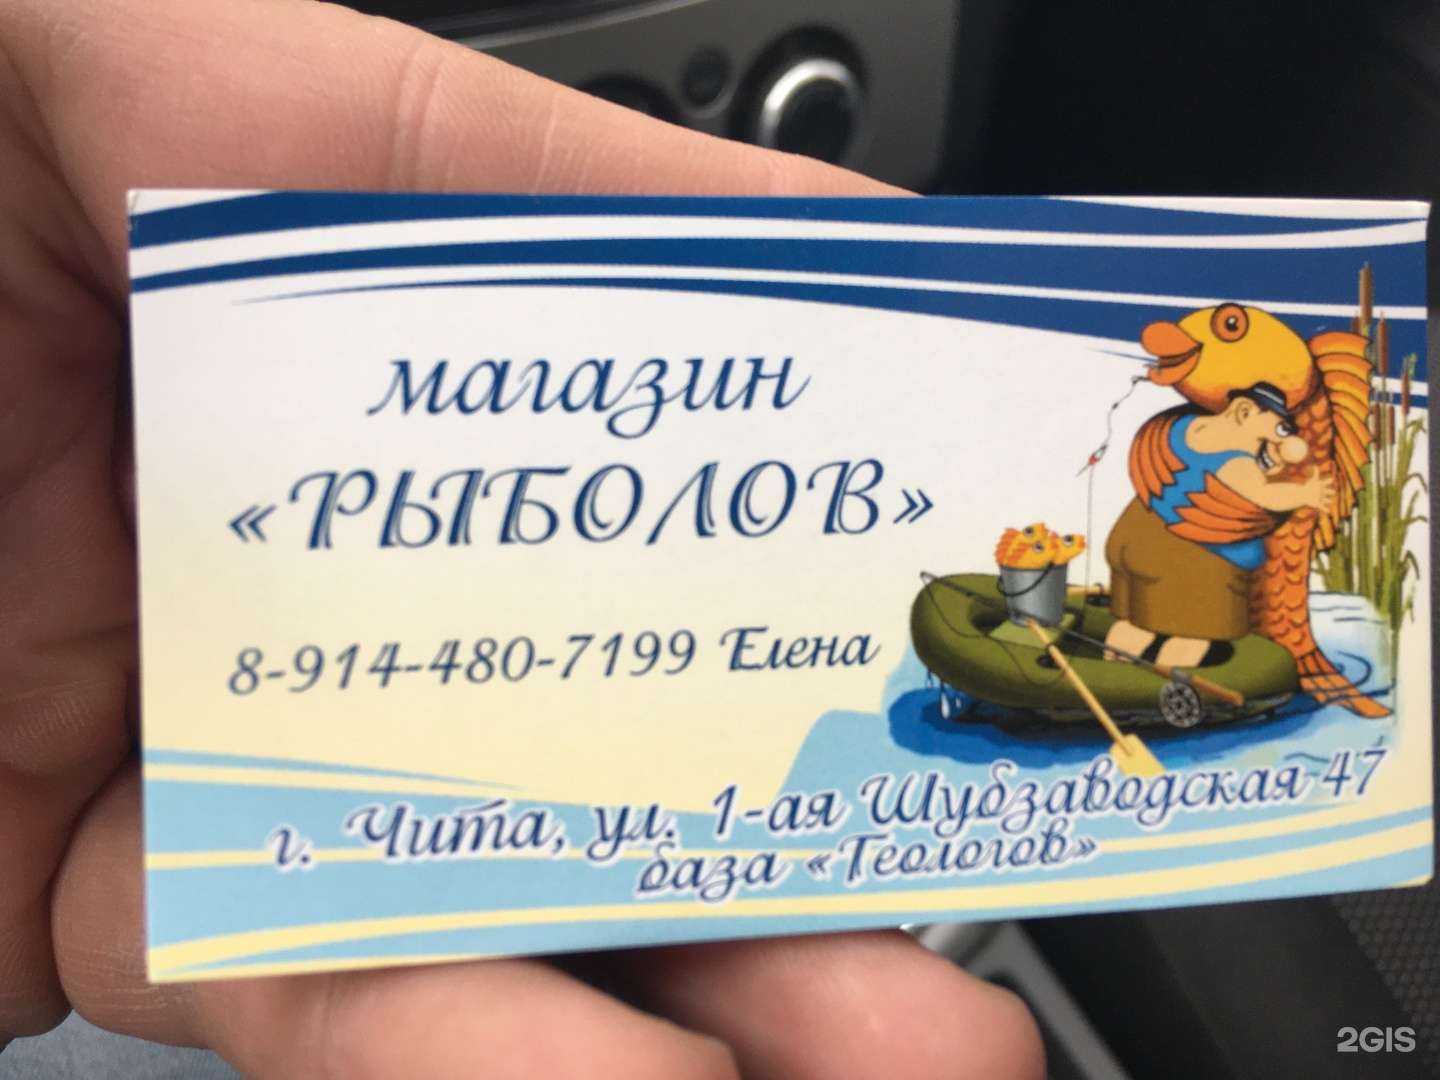 магазин
«РЫБОЛОВ»
8-914-480-7199 Елена
г. Чита, ул. 1-ая Шубзаводская 47
база «Геологов»
2GIS